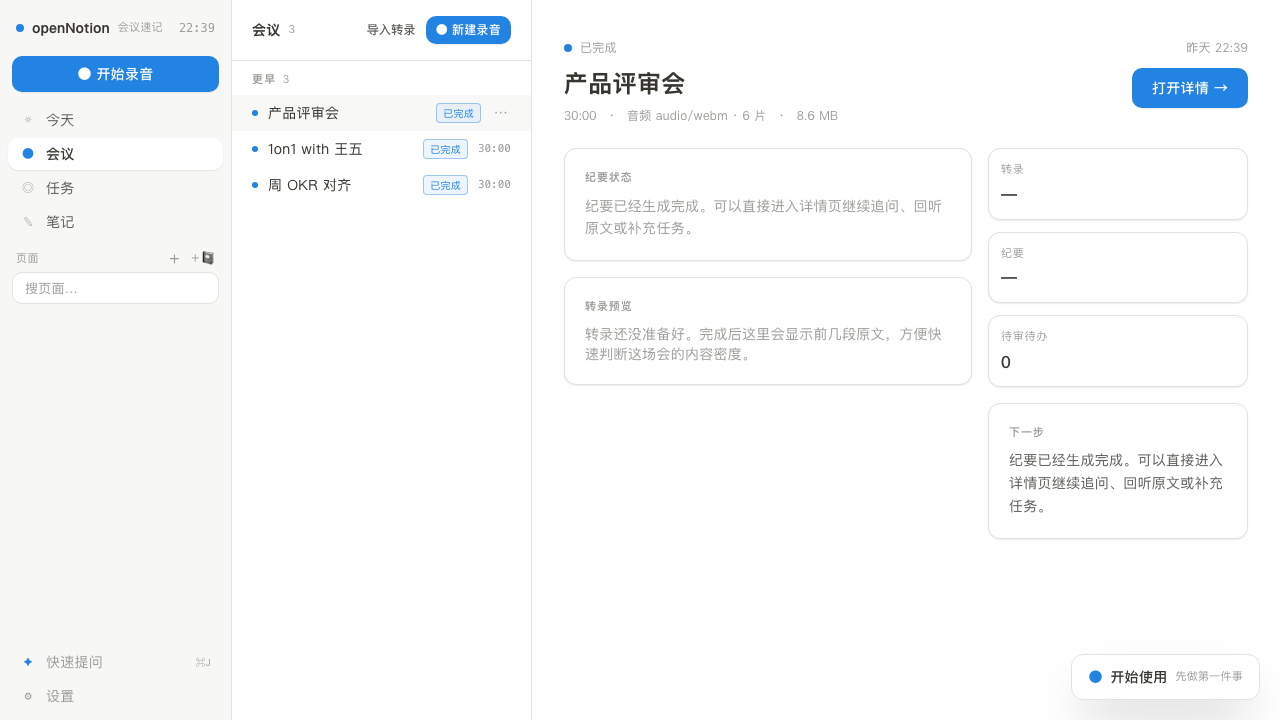 openNotion 会议速记 22:39
开始录音
今天
会议
任务
笔记
页面 + +
搜页面...
快速提问 ⌘J
设置
会议 3 导入转录 新建录音
更早 3
产品评审会 已完成 ···
1on1 with 王五 已完成 30:00
周 OKR 对齐 已完成 30:00
已完成 昨天 22:39
产品评审会 打开详情 →
30:00 · 音频 audio/webm · 6 片 · 8.6 MB
纪要状态
纪要已经生成完成。可以直接进入详情页继续追问、回听
原文或补充任务。
转录预览
转录还没准备好。完成后这里会显示前几段原文，方便快
速判断这场会的内容密度。
转录
—
纪要
—
待审待办
0
下一步
纪要已经生成完成。可以直接进入
详情页继续追问、回听原文或补充
任务。
开始使用 先做第一件事